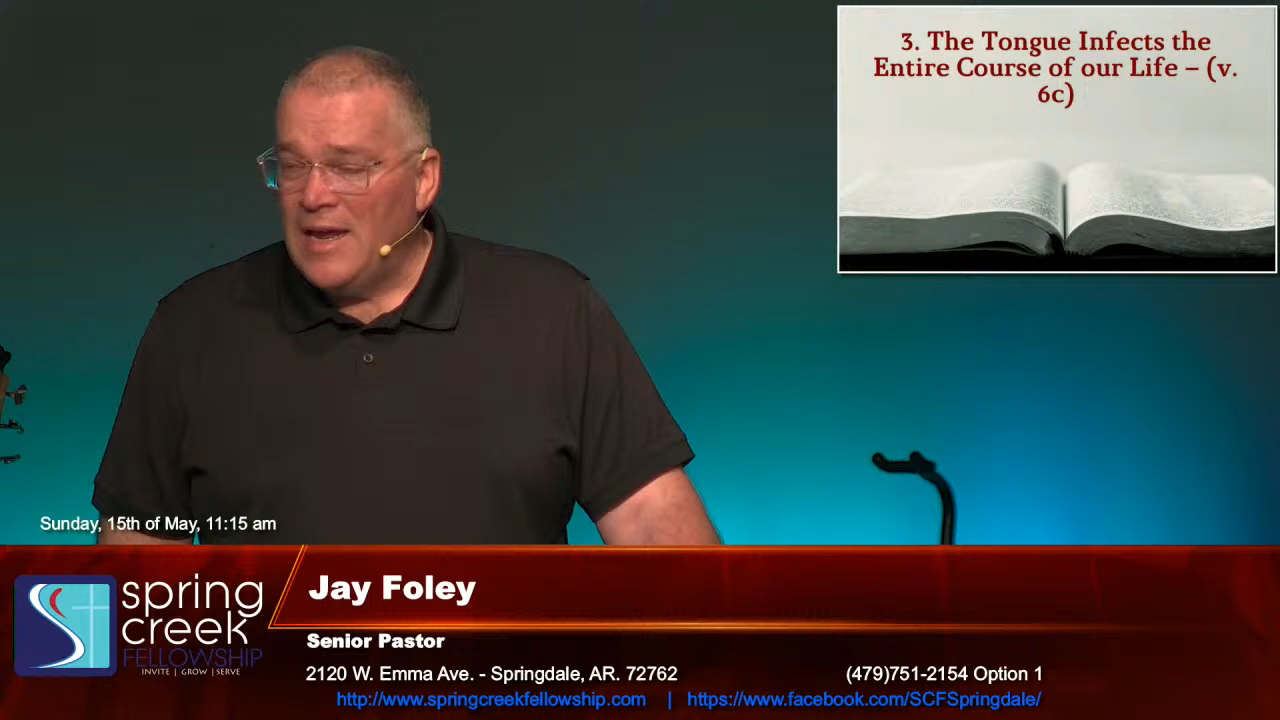 3. The Tongue Infects the
Entire Course of our Life – (v.
6c)
Sunday, 15th of May, 11:15 am
spring
creek
FELLOWSHIP
INVITE | GROW | SERVE
Jay Foley
Senior Pastor
2120 W. Emma Ave. - Springdale, AR. 72762
(479)751-2154 Option 1
http://www.springcreekfellowship.com | https://www.facebook.com/SCFSpringdale/